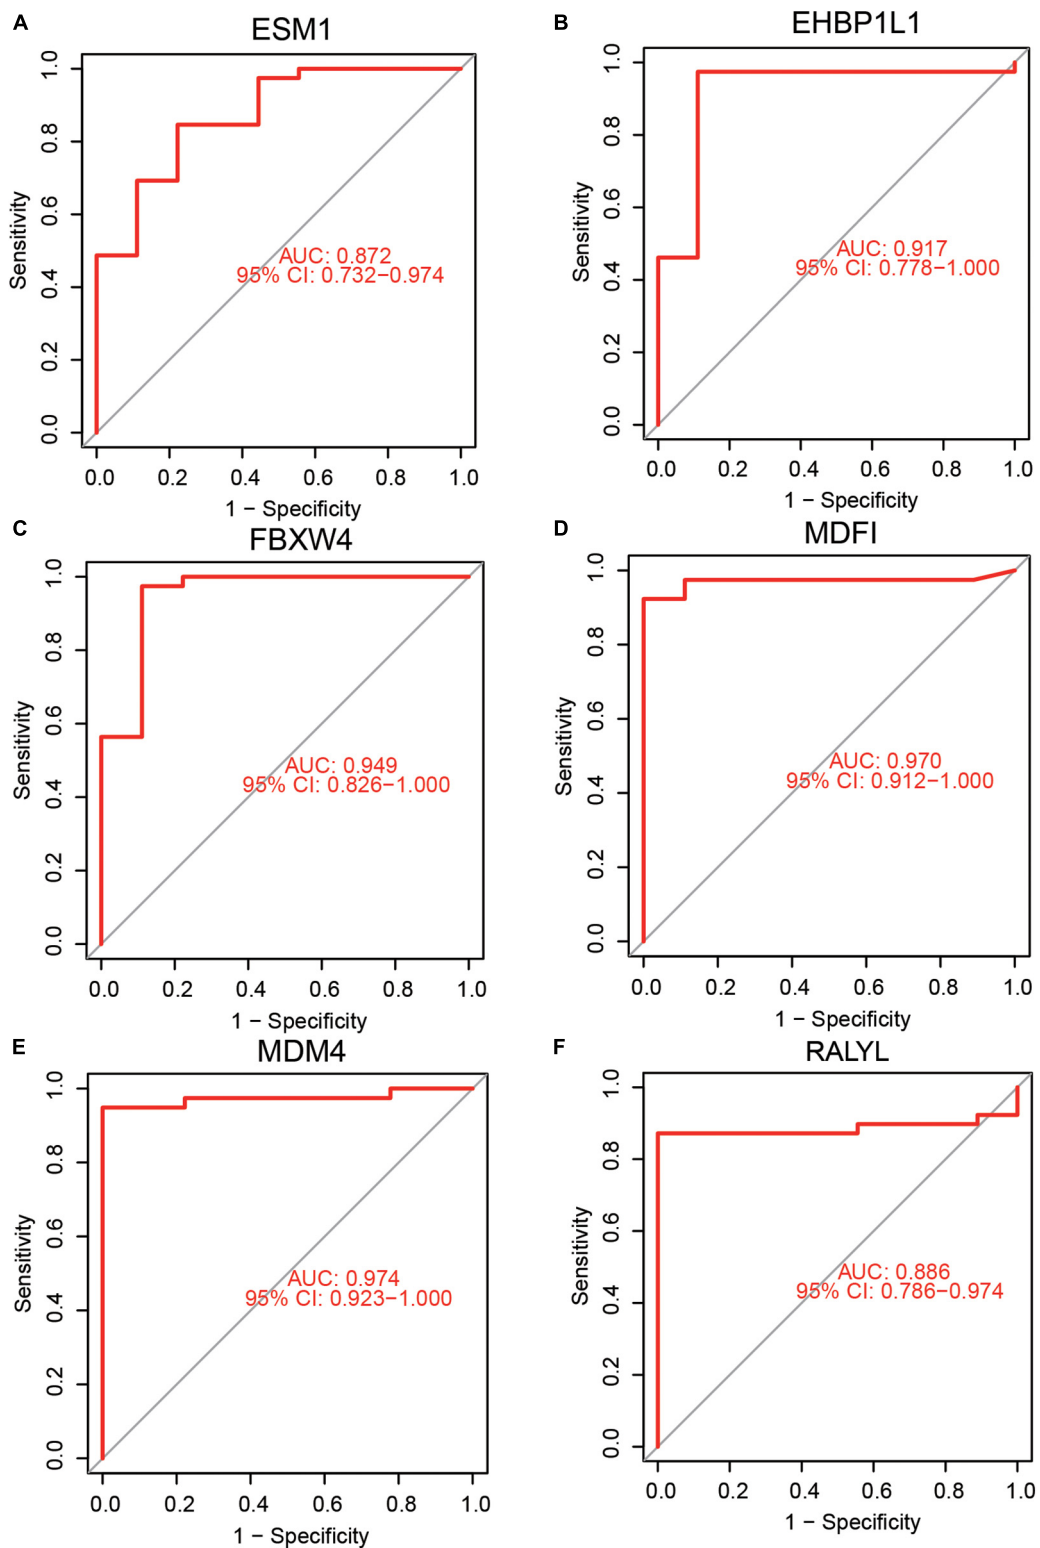 A
ESM1
1.0
0.8
0.6
0.4
0.2
0.0
Sensitivity
AUC: 0.872
95% CI: 0.732−0.974
0.0 0.2 0.4 0.6 0.8 1.0
1 − Specificity
B
EHBP1L1
1.0
0.8
0.6
0.4
0.2
0.0
Sensitivity
AUC: 0.917
95% CI: 0.778−1.000
0.0 0.2 0.4 0.6 0.8 1.0
1 − Specificity
C
FBXW4
1.0
0.8
0.6
0.4
0.2
0.0
Sensitivity
AUC: 0.949
95% CI: 0.826−1.000
0.0 0.2 0.4 0.6 0.8 1.0
1 − Specificity
D
MDFI
1.0
0.8
0.6
0.4
0.2
0.0
Sensitivity
AUC: 0.970
95% CI: 0.912−1.000
0.0 0.2 0.4 0.6 0.8 1.0
1 − Specificity
E
MDM4
1.0
0.8
0.6
0.4
0.2
0.0
Sensitivity
AUC: 0.974
95% CI: 0.923−1.000
0.0 0.2 0.4 0.6 0.8 1.0
1 − Specificity
F
RALYL
1.0
0.8
0.6
0.4
0.2
0.0
Sensitivity
AUC: 0.886
95% CI: 0.786−0.974
0.0 0.2 0.4 0.6 0.8 1.0
1 − Specificity